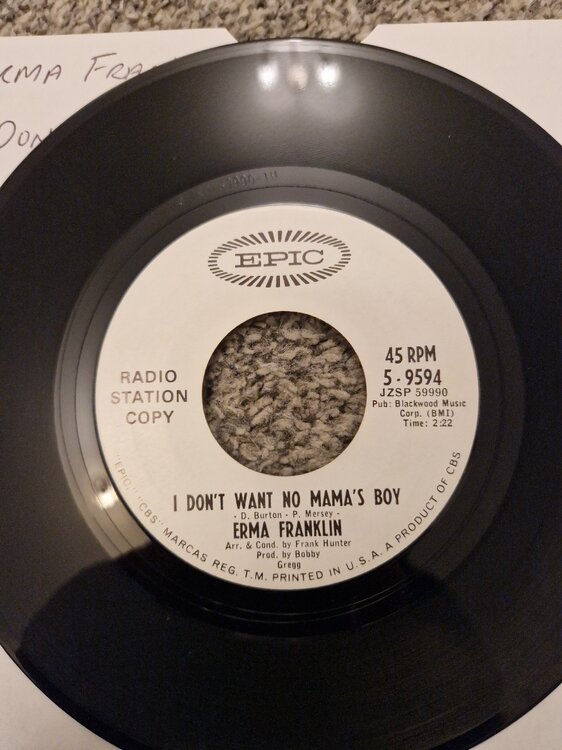 ERMA FRA
DON
EPIC
RADIO
STATION
COPY
45 RPM
5-9594
JZSP 59990
Pub: Blackwood Music
Corp. (BMI)
Time: 2:22
I DON'T WANT NO MAMA'S BOY
- D. Burton - P. Mersey -
ERMA FRANKLIN
Arr. & Cond. by Frank Hunter
Prod. by Bobby
Gregg
"EPIC," "CBS" MARCAS REG. T.M. PRINTED IN U.S.A. A PRODUCT OF CBS